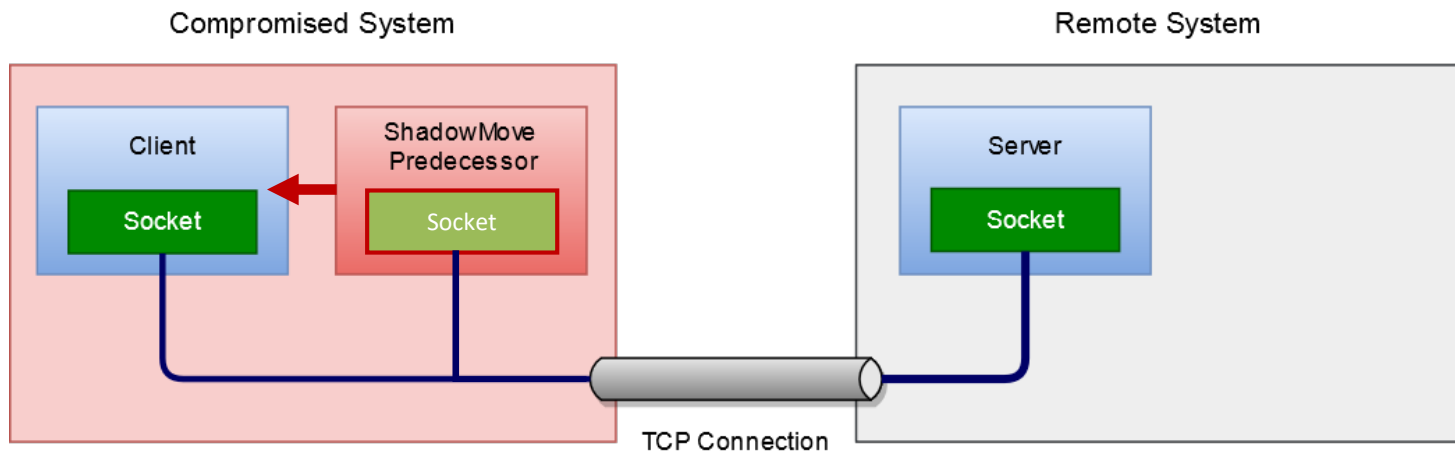 Compromised System
Remote System
Client
ShadowMove
Predecessor
Server
Socket
Socket
Socket
TCP Connection